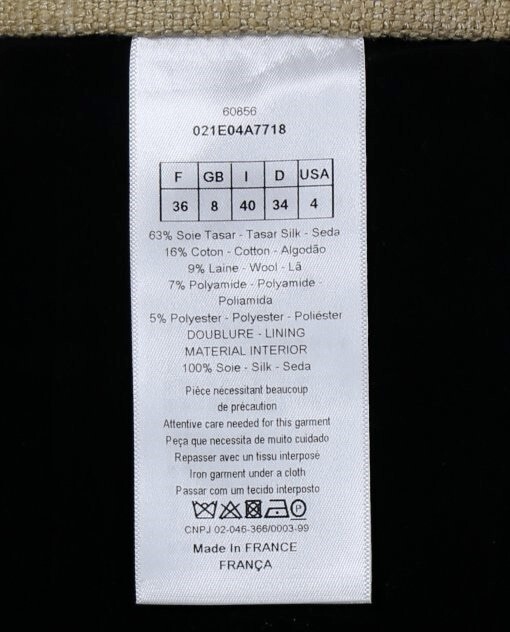 60856
021E04A7718
F GB I D USA
36 8 40 34 4
63% Soie Tasar - Tasar Silk - Seda
16% Coton - Cotton - Algodão
9% Laine - Wool - Lã
7% Polyamide - Polyamide -
Poliamida
5% Polyester - Polyester - Poliéster
DOUBLURE - LINING
MATERIAL INTERIOR
100% Soie - Silk - Seda
Pièce nécessitant beaucoup
de précaution
Attentive care needed for this garment
Peça que necessita de muito cuidado
Repasser avec un tissu interposé
Iron garment under a cloth
Passar com um tecido interposto
P
CNPJ 02-046-366/0003-99
Made In FRANCE
FRANÇA